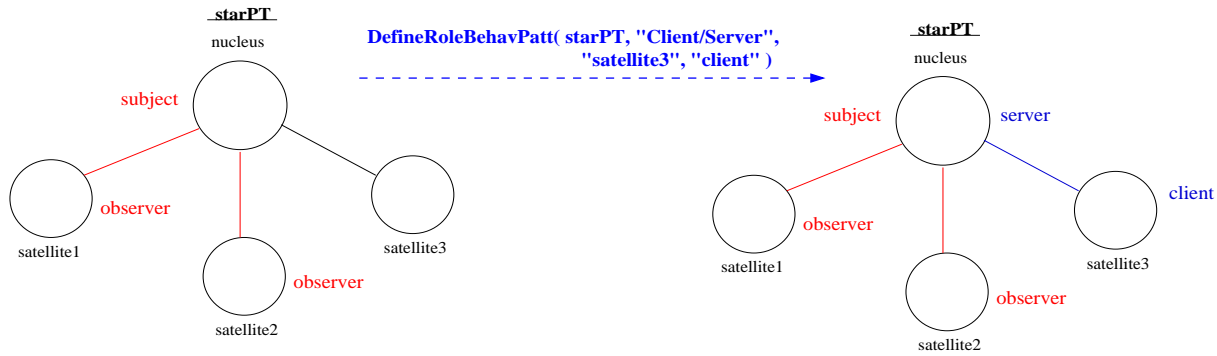 starPT
nucleus
DefineRoleBehavPatt( starPT, "Client/Server",
"satellite3", "client" )
subject
observer
satellite1
satellite3
observer
satellite2
starPT
nucleus
subject
server
client
observer
satellite1
satellite3
observer
satellite2